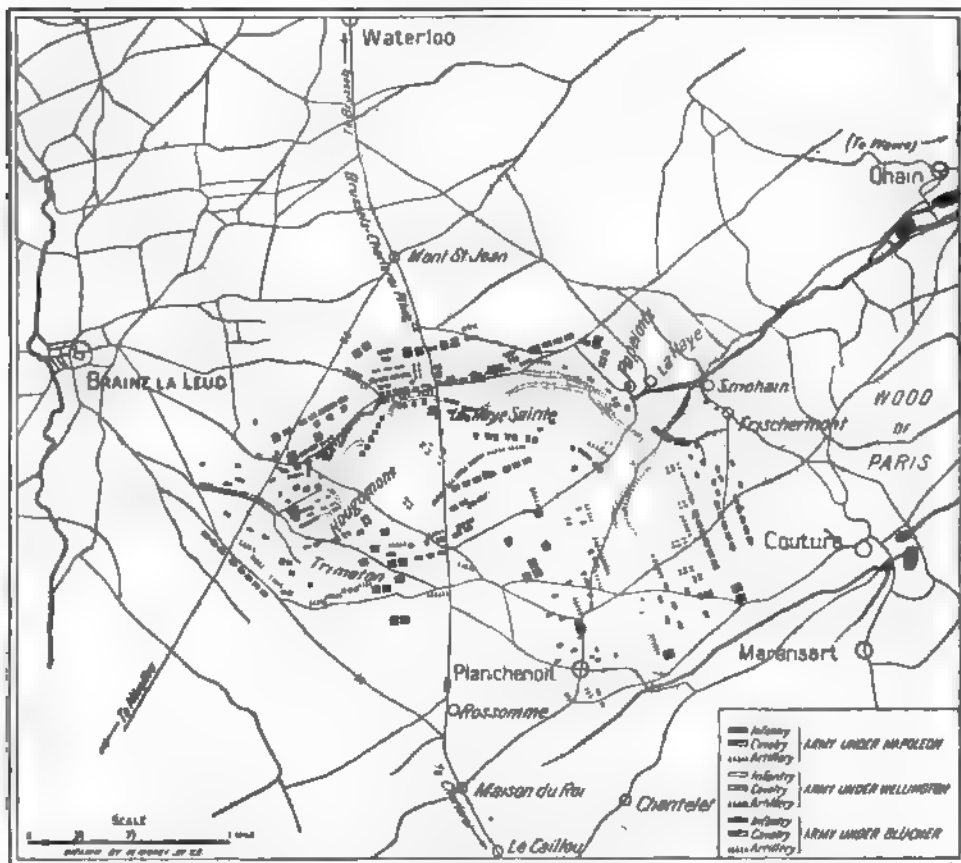 Waterloo
(To Wavre)
Ohain
Mont St. Jean
BRAINE LA LEUD
Papelotte
La Haye
Smohain
Frischermont
WOOD
OF
PARIS
La Haye Sainte
Hougomont
Trimoton
Couture
Planchenoit
Maransart
Rossomme
Maison du Roi
Chantelet
Le Caillou
Infantry
Cavalry
Artillery
ARMY UNDER NAPOLEON
Infantry
Cavalry
Artillery
ARMY UNDER WELLINGTON
Infantry
Cavalry
Artillery
ARMY UNDER BLÜCHER
SCALE